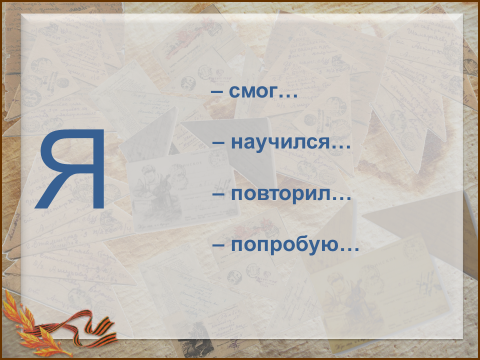 Я
– смог…
– научился…
– повторил…
– попробую…